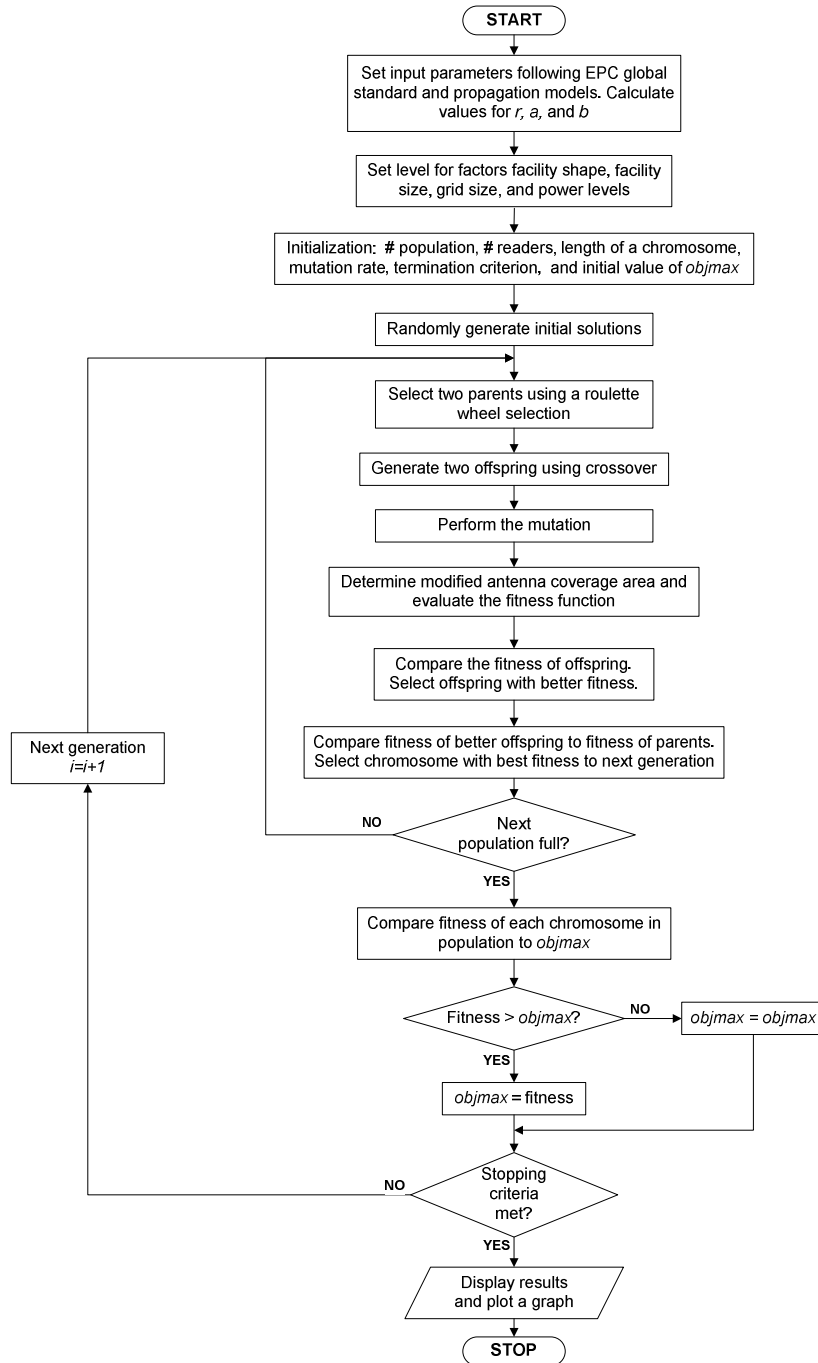 START
Set input parameters following EPC global
standard and propagation models. Calculate
values for r, a, and b
Set level for factors facility shape, facility
size, grid size, and power levels
Initialization: # population, # readers, length of a chromosome,
mutation rate, termination criterion, and initial value of objmax
Randomly generate initial solutions
Select two parents using a roulette
wheel selection
Generate two offspring using crossover
Perform the mutation
Determine modified antenna coverage area and
evaluate the fitness function
Compare the fitness of offspring.
Select offspring with better fitness.
Compare fitness of better offspring to fitness of parents.
Select chromosome with best fitness to next generation
Next generation
i=i+1
NO
Next
population full?
YES
Compare fitness of each chromosome in
population to objmax
Fitness > objmax?
NO
objmax = objmax
YES
objmax = fitness
NO
Stopping
criteria
met?
YES
Display results
and plot a graph
STOP